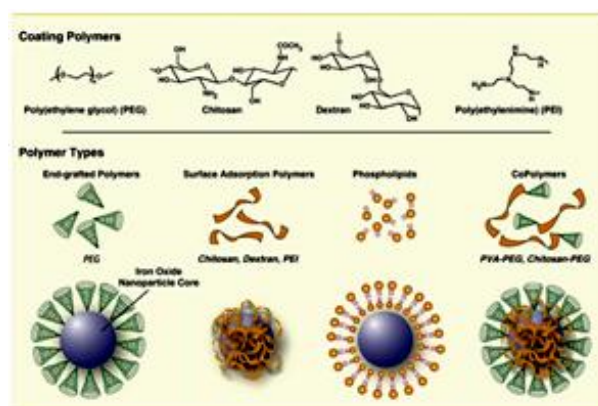 Coating Polymers
Poly(ethylene glycol) (PEG)
Chitosan
Dextran
Poly(ethylenimine) (PEI)
Polymer Types
End-grafted Polymers
Surface Adsorption Polymers
Phospholipids
CoPolymers
PEG
Chitosan, Dextran, PEI
PVA-PEG, Chitosan-PEG
Iron Oxide
Nanoparticle Core